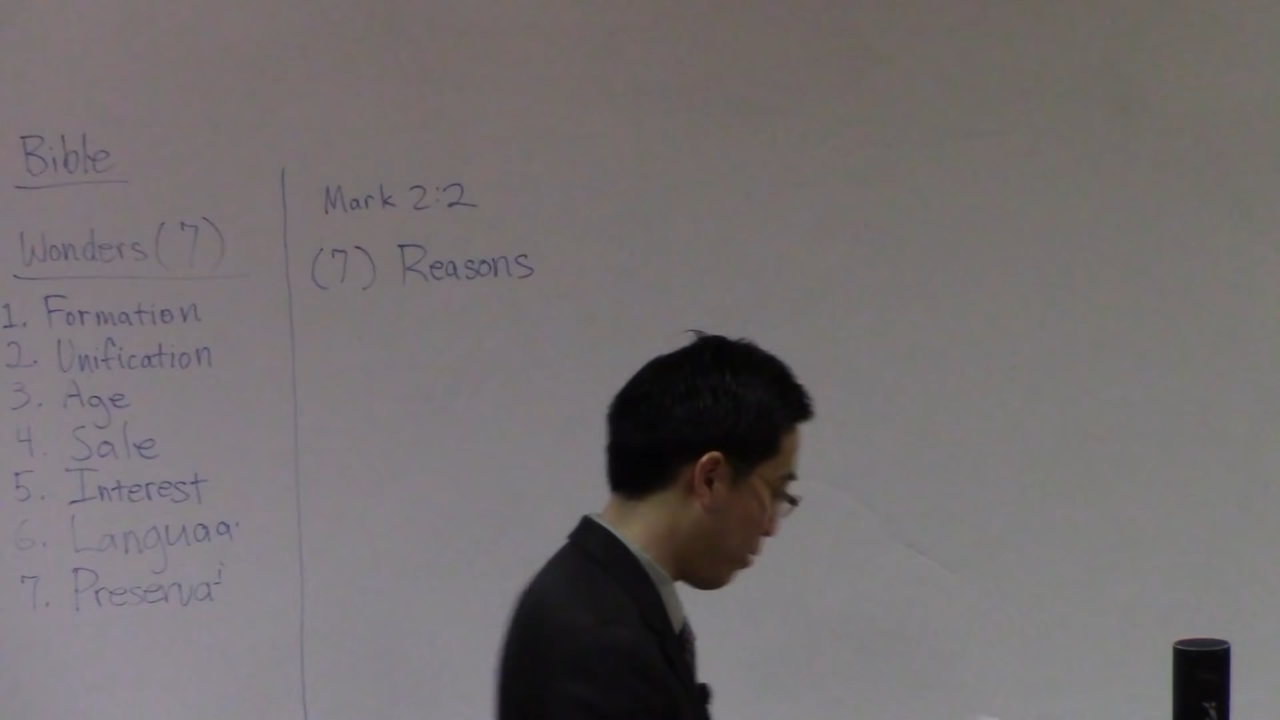 Bible
Wonders (7)
1. Formation
2. Unification
3. Age
4. Sale
5. Interest
6. Languag
7. Preservati
Mark 2:2
(7) Reasons